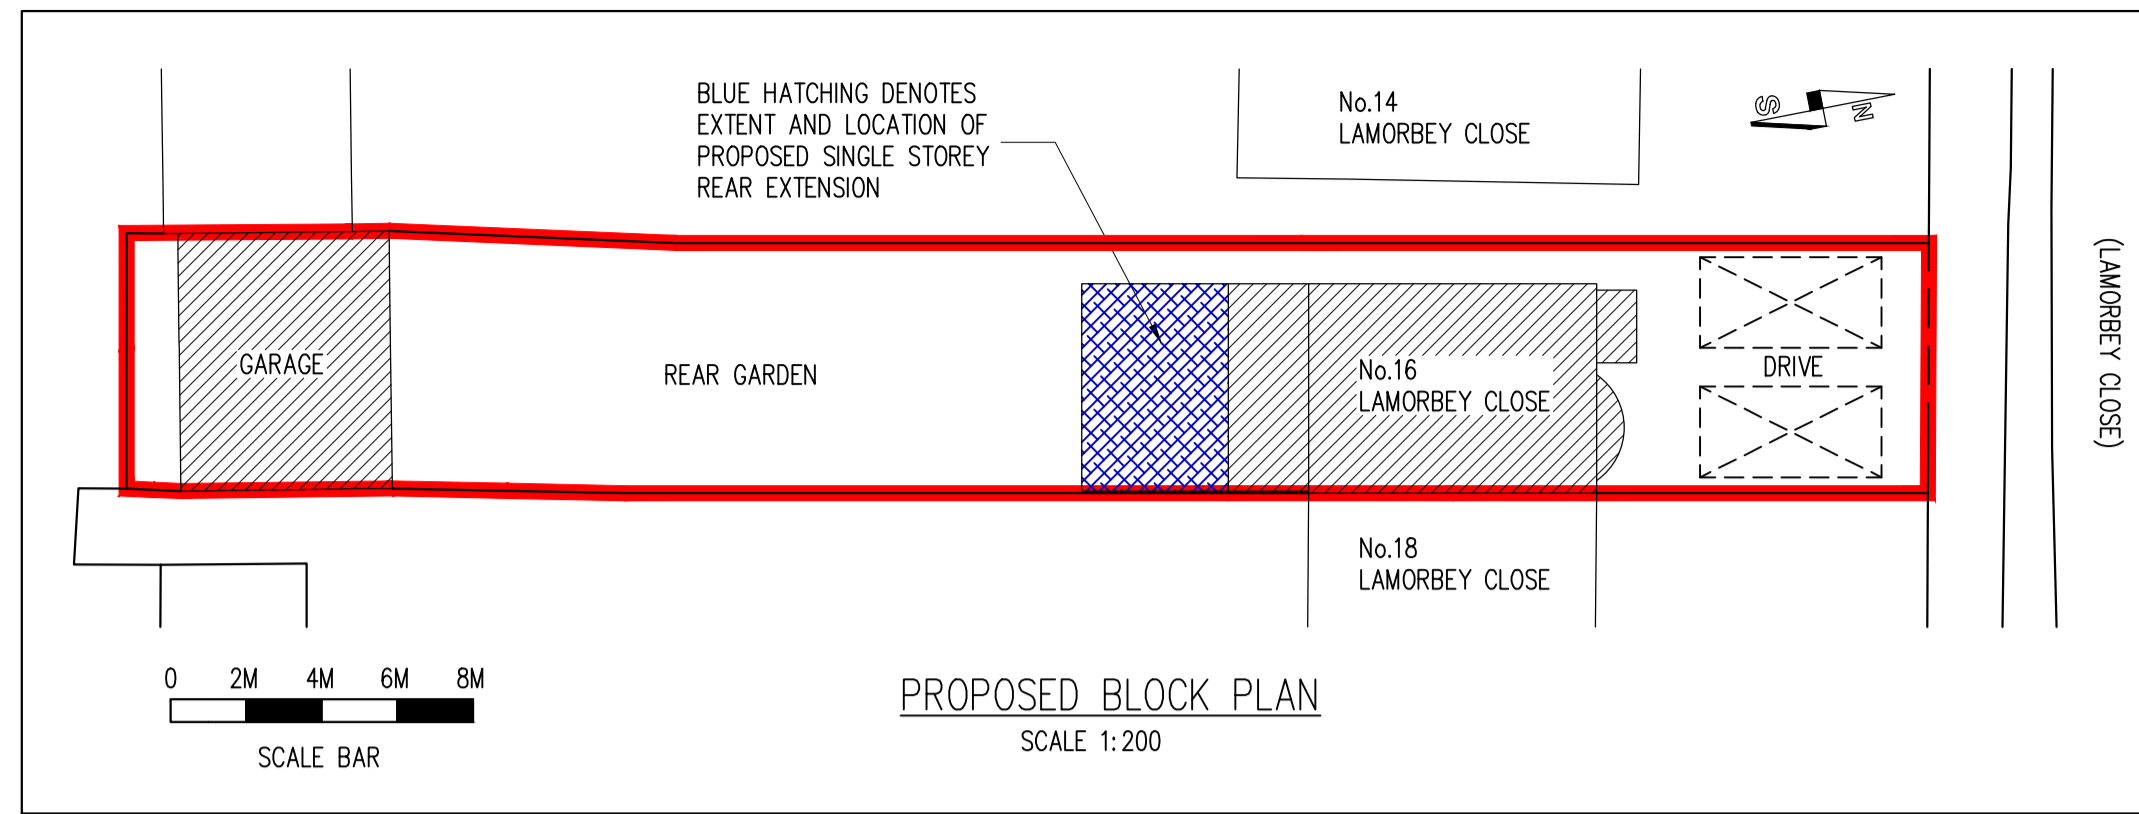 BLUE HATCHING DENOTES
EXTENT AND LOCATION OF
PROPOSED SINGLE STOREY
REAR EXTENSION
No.14
LAMORBEY CLOSE
S
N
GARAGE
REAR GARDEN
No.16
LAMORBEY CLOSE
DRIVE
(LAMORBEY CLOSE)
No.18
LAMORBEY CLOSE
0 2M 4M 6M 8M
SCALE BAR
PROPOSED BLOCK PLAN
SCALE 1:200